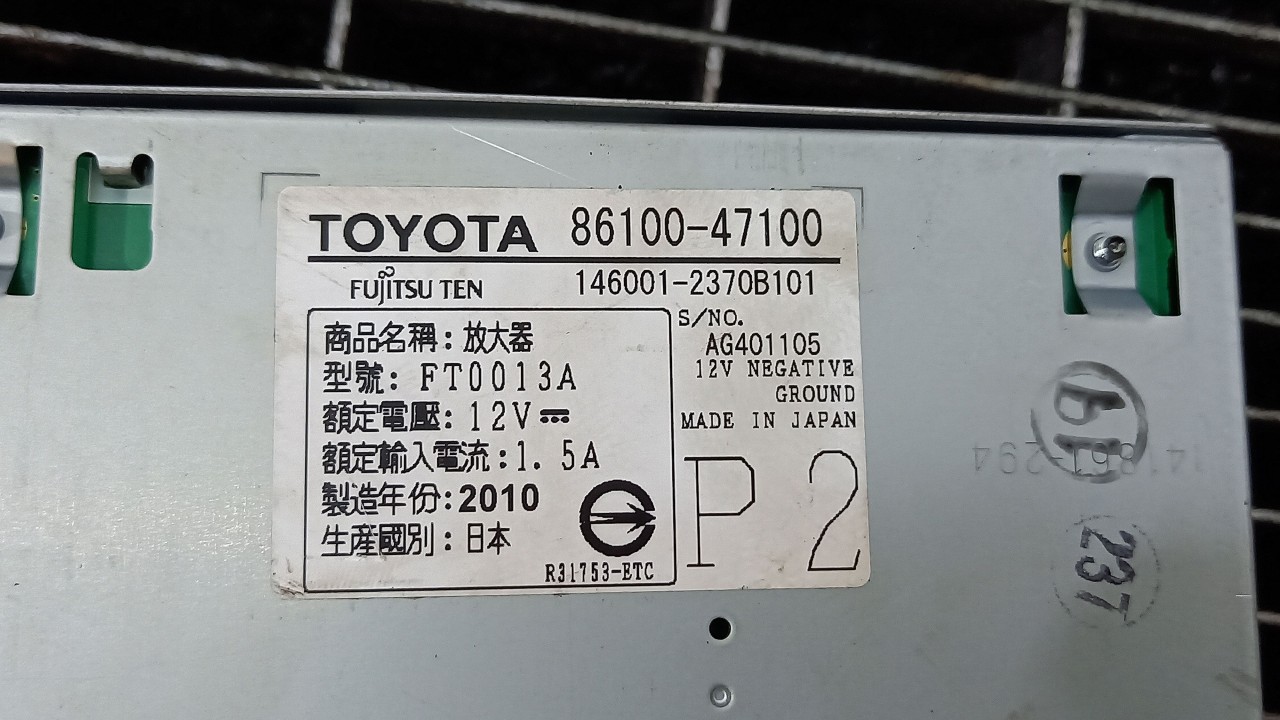 TOYOTA 86100-47100
FUJITSU TEN 146001-2370B101
商品名稱：放大器
型號：FT0013A
額定電壓：12V⎓
額定輸入電流：1.5A
製造年份：2010
生産國別：日本
R31753-ETC
S/NO.
AG401105
12V NEGATIVE
GROUND
MADE IN JAPAN
P2
237